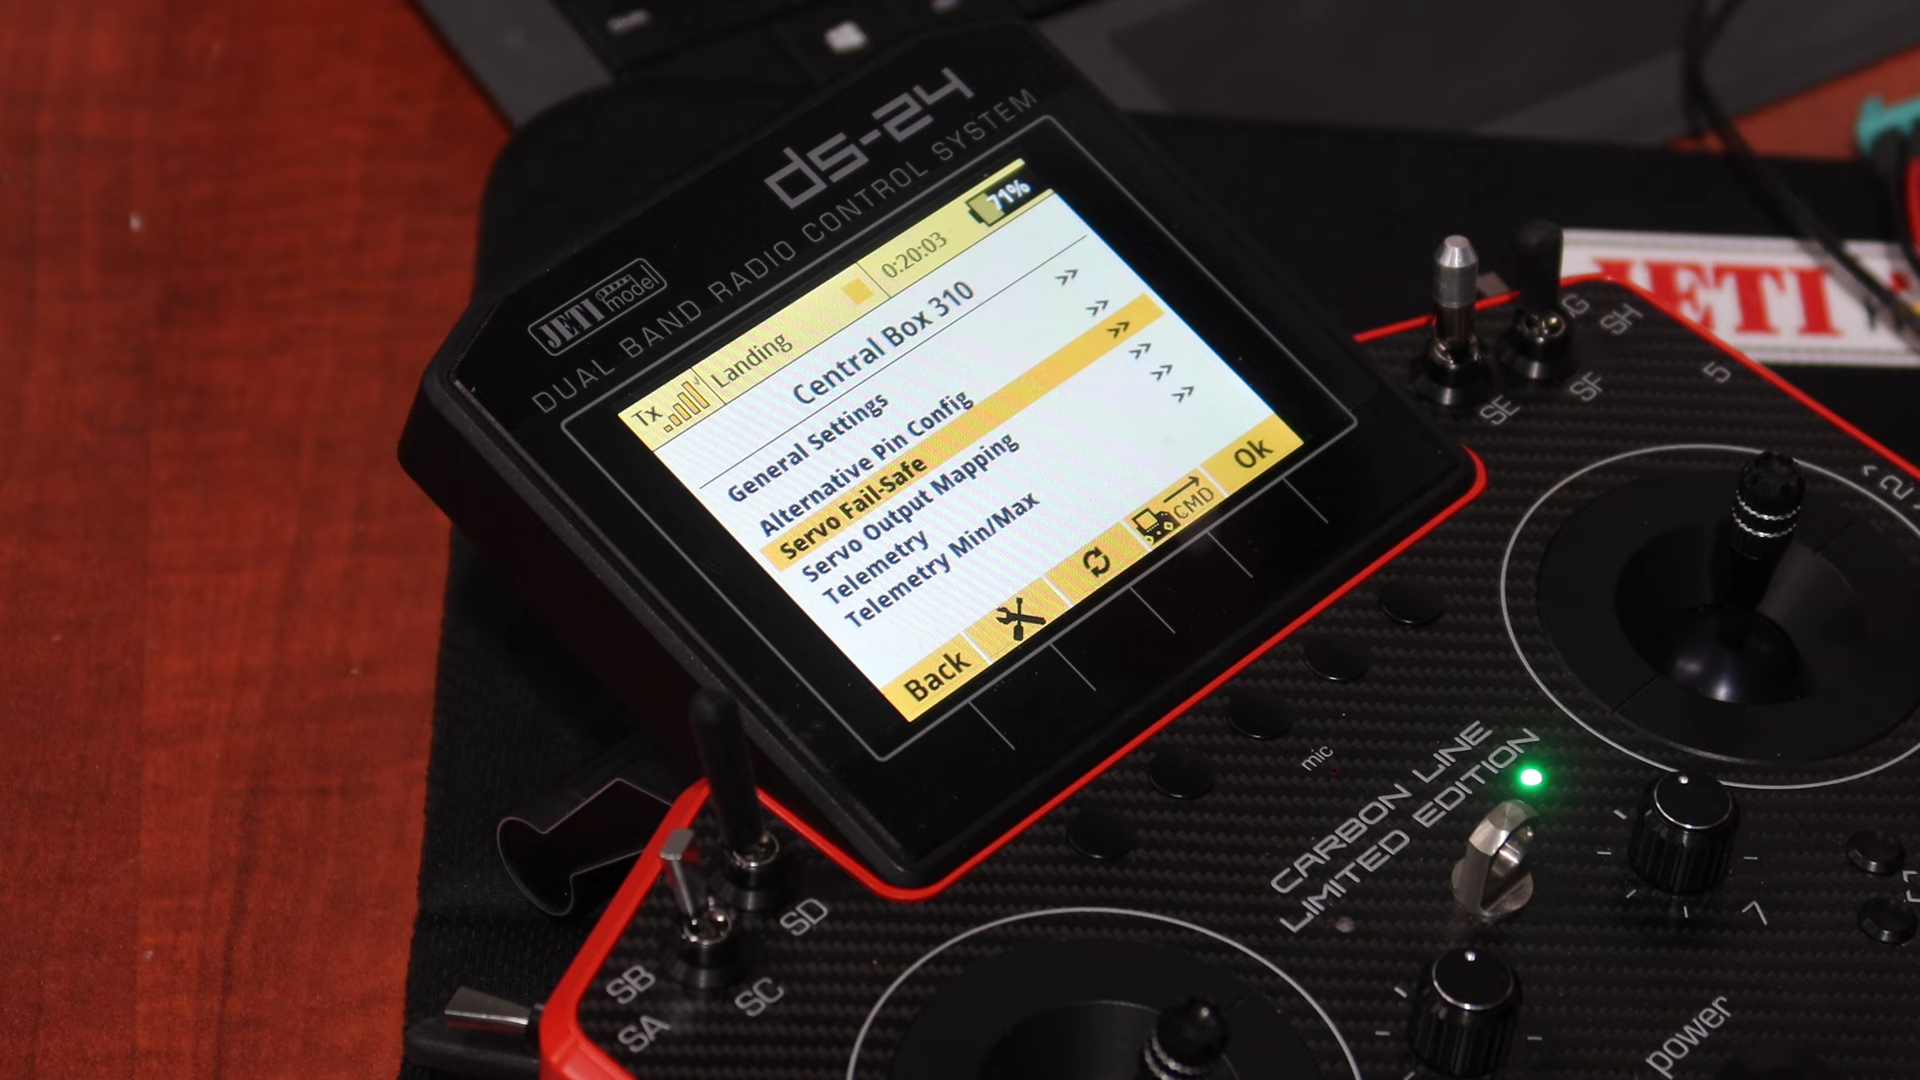 ds-24
DUAL BAND RADIO CONTROL SYSTEM
JETI model
Tx
Landing
0:20:03
71%
Central Box 310
General Settings >>
Alternative Pin Config >>
Servo Fail-Safe >>
Servo Output Mapping >>
Telemetry >>
Telemetry Min/Max >>
Back
CMD
Ok
JETI
G
SH
SE
SF
5
mic
CARBON LINE
LIMITED EDITION
7
SD
SB
SC
SA
power